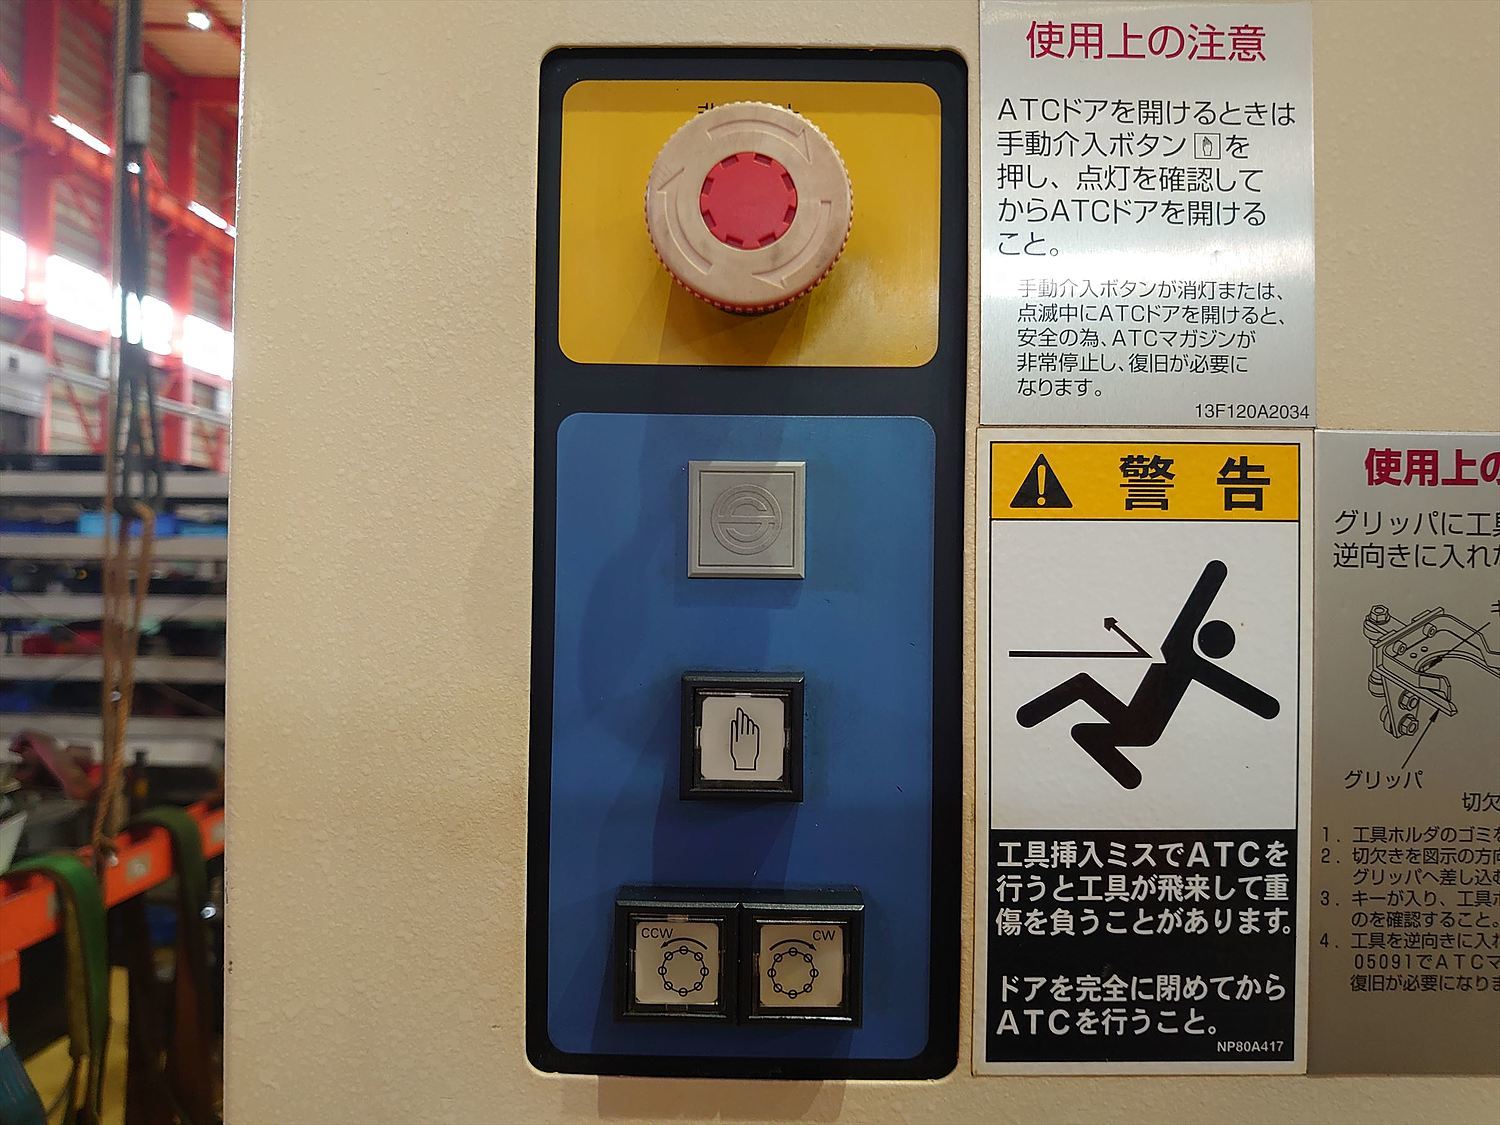 使用上の注意
ATCドアを開けるときは
手動介入ボタン を
押し、点灯を確認して
からATCドアを開ける
こと。
手動介入ボタンが消灯または、
点滅中にATCドアを開けると、
安全の為、ATCマガジンが
非常停止し、復旧が必要に
なります。
13F120A2034
CCW
CW
警告
工具挿入ミスでATCを
行うと工具が飛来して重
傷を負うことがあります。
ドアを完全に閉めてから
ATCを行うこと。
NP80A417
使用上の
グリッパに工
逆向きに入れ
グリッパ
切欠
1. 工具ホルダのゴミ
2. 切欠きを図示の方向
グリッパへ差し込
3. キーが入り、工具
のを確認すること。
4. 工具を逆向きに入
05091でATC
復旧が必要になり